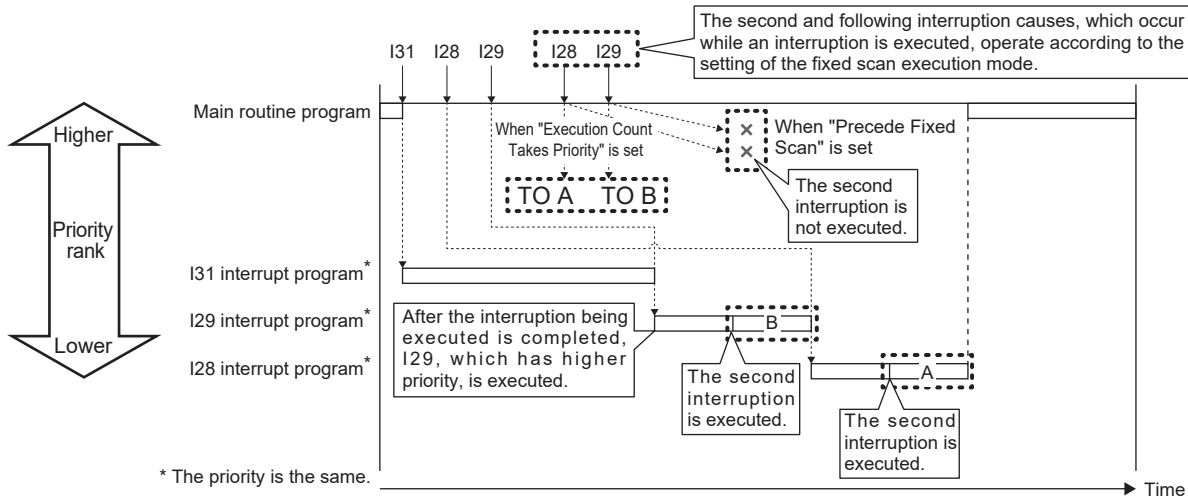 The second and following interruption causes, which occur
while an interruption is executed, operate according to the
setting of the fixed scan execution mode.
I31 I28 I29 I28 I29
Main routine program
Higher
When "Execution Count
Takes Priority" is set
When "Precede Fixed
Scan" is set
TO A TO B
The second
interruption is
not executed.
Priority
rank
I31 interrupt program*
I29 interrupt program*
After the interruption being
executed is completed,
I29, which has higher
priority, is executed.
B
Lower
I28 interrupt program*
The second
interruption
is executed.
A
The second
interruption is
executed.
* The priority is the same.
Time